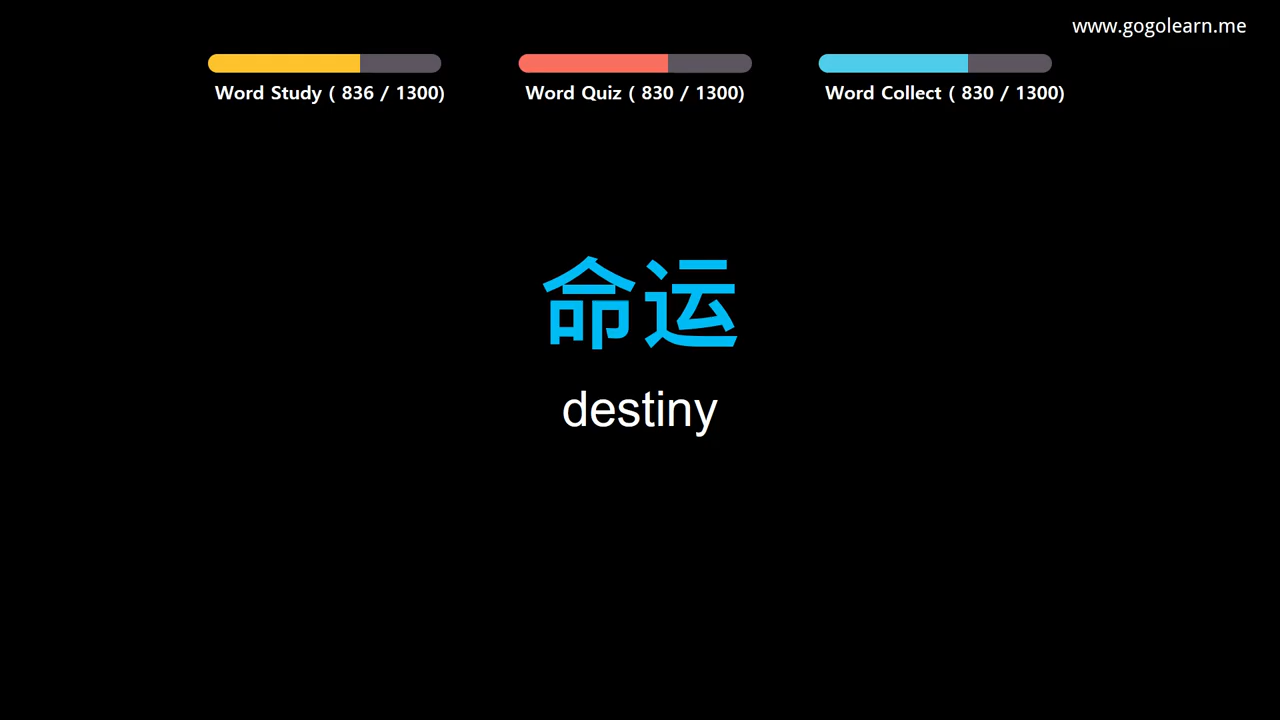 www.gogolearn.me
Word Study ( 836 / 1300)
Word Quiz ( 830 / 1300)
Word Collect ( 830 / 1300)
命运
destiny